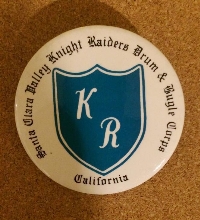 Santa Clara Valley Knight Raiders Drum & Bugle Corps
K
R
California